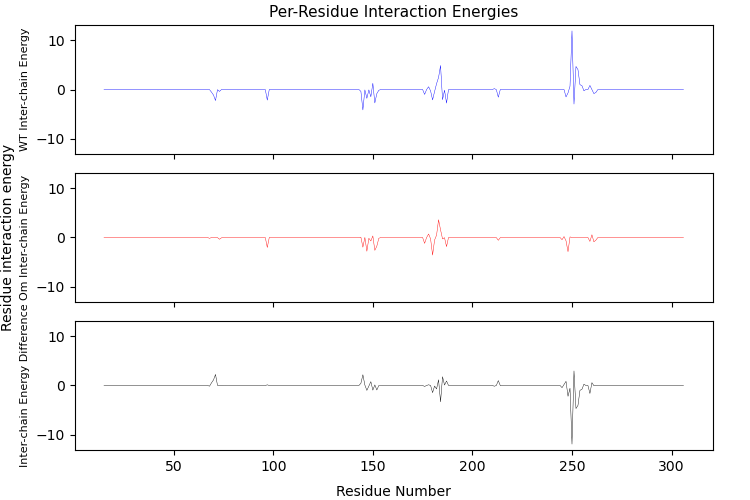 Per-Residue Interaction Energies
Residue interaction energy
WT Inter-chain Energy
10
0
−10
Om Inter-chain Energy
10
0
−10
Inter-chain Energy Difference
10
0
−10
50
100
150
200
250
300
Residue Number